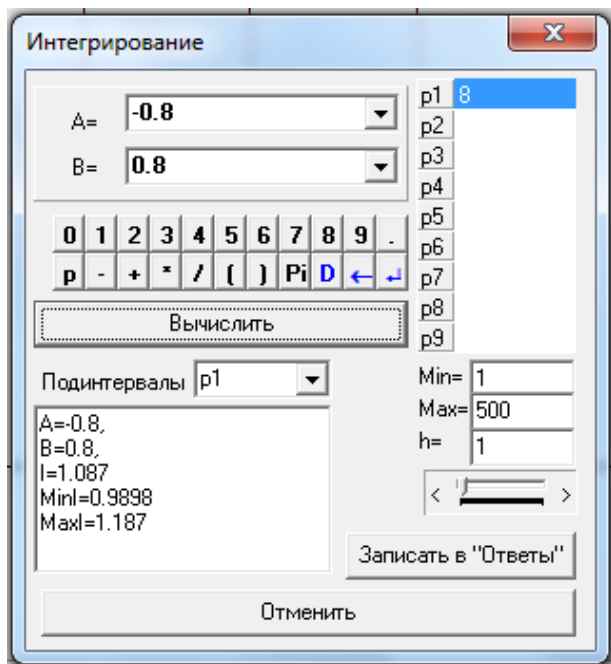 Интегрирование
A= -0.8
B= 0.8
p1 8
p2
p3
p4
p5
p6
p7
p8
p9
0 1 2 3 4 5 6 7 8 9 .
p - + * / ( ) Pi D ← ↵
Вычислить
Подинтервалы p1
Min= 1
Max= 500
h= 1
A=-0.8,
B=0.8,
I=1.087
MinI=0.9898
MaxI=1.187
< >
Записать в "Ответы"
Отменить